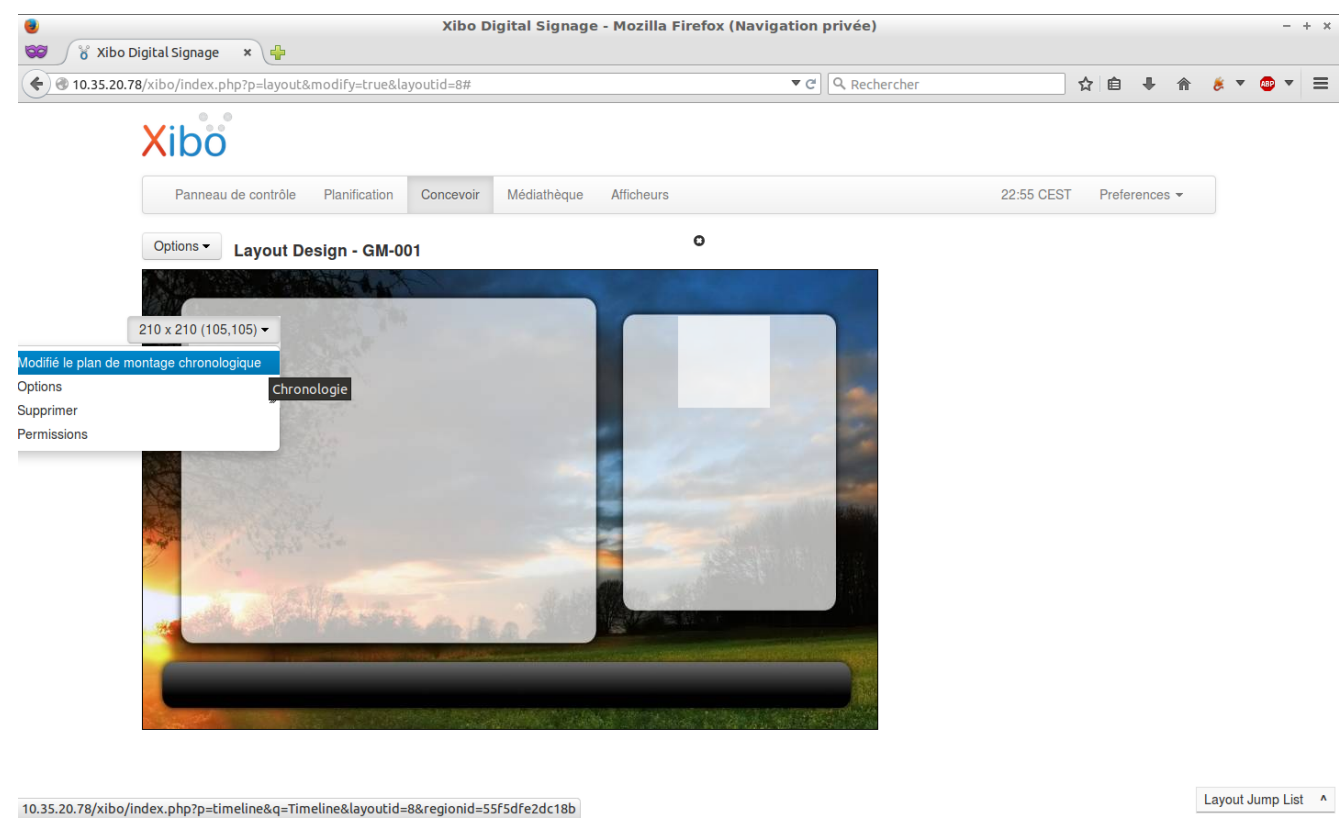 Xibo Digital Signage - Mozilla Firefox (Navigation privée)
Xibo Digital Signage
10.35.20.78/xibo/index.php?p=layout&modify=true&layoutid=8#
Rechercher
ABP
Xibo
Panneau de contrôle Planification Concevoir Médiathèque Afficheurs 22:55 CEST Preferences
Options Layout Design - GM-001
210 x 210 (105,105)
Modifié le plan de montage chronologique
Options
Chronologie
Supprimer
Permissions
Layout Jump List
10.35.20.78/xibo/index.php?p=timeline&q=Timeline&layoutid=8&regionid=55f5dfe2dc18b